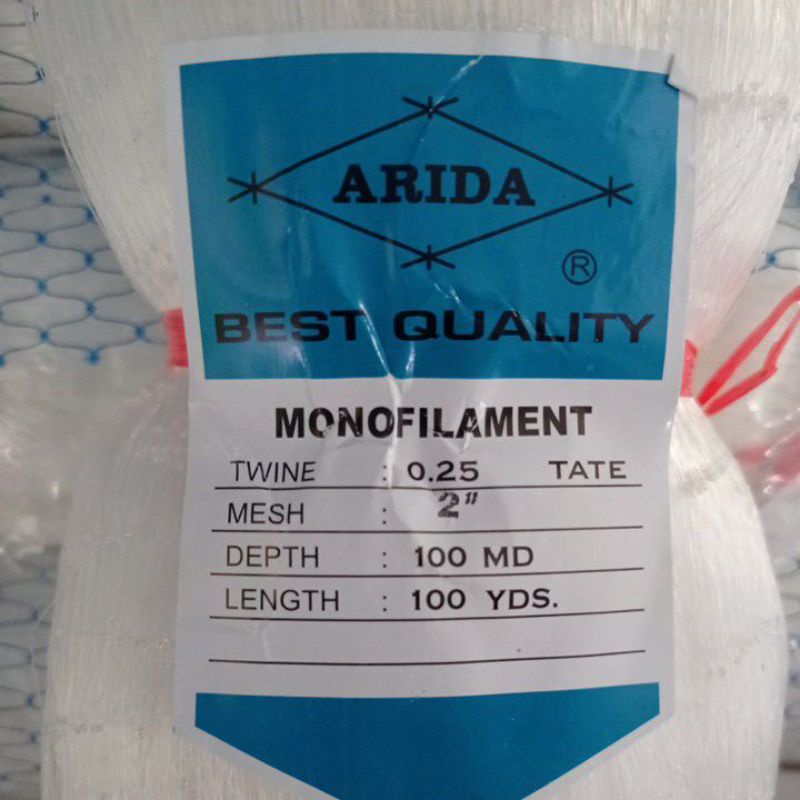 ARIDA
®
BEST QUALITY
MONOFILAMENT
TWINE : 0.25 TATE
MESH : 2"
DEPTH : 100 MD
LENGTH : 100 YDS.